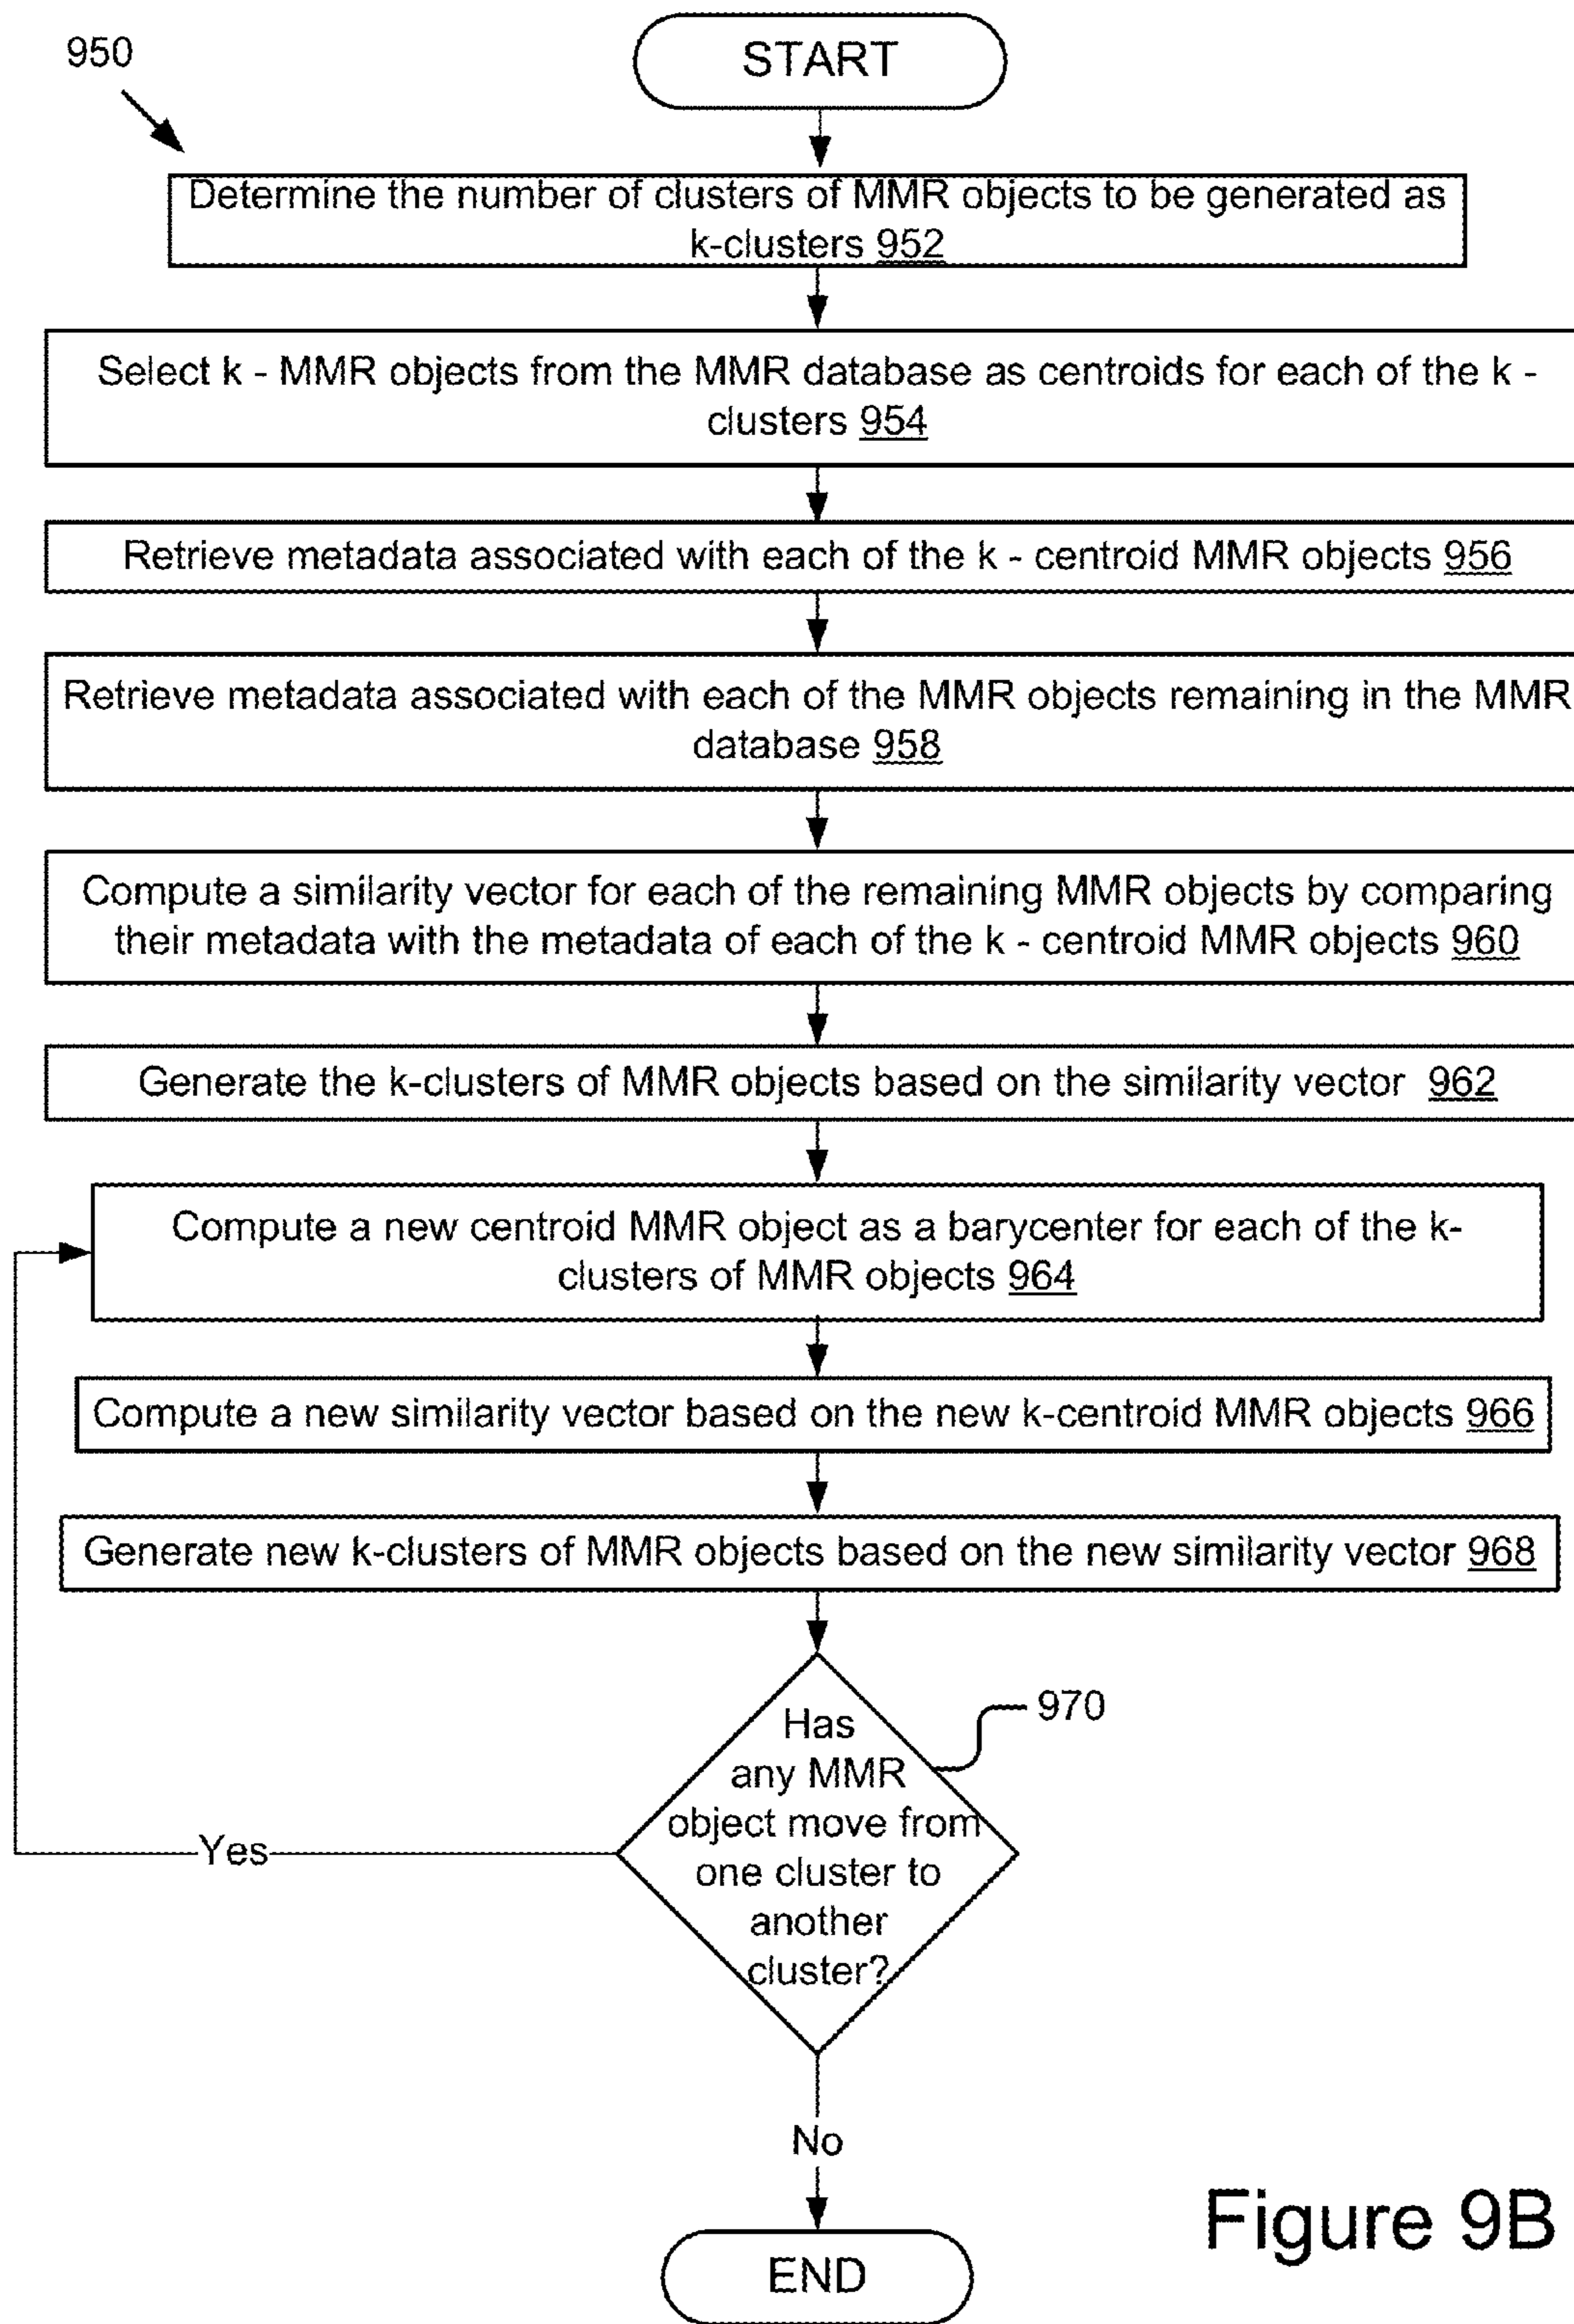 950
START
Determine the number of clusters of MMR objects to be generated as
k-clusters 952
Select k - MMR objects from the MMR database as centroids for each of the k -
clusters 954
Retrieve metadata associated with each of the k - centroid MMR objects 956
Retrieve metadata associated with each of the MMR objects remaining in the MMR
database 958
Compute a similarity vector for each of the remaining MMR objects by comparing
their metadata with the metadata of each of the k - centroid MMR objects 960
Generate the k-clusters of MMR objects based on the similarity vector 962
Compute a new centroid MMR object as a barycenter for each of the k-
clusters of MMR objects 964
Compute a new similarity vector based on the new k-centroid MMR objects 966
Generate new k-clusters of MMR objects based on the new similarity vector 968
970
Has
any MMR
object move from
one cluster to
another
cluster?
Yes
No
END
Figure 9B